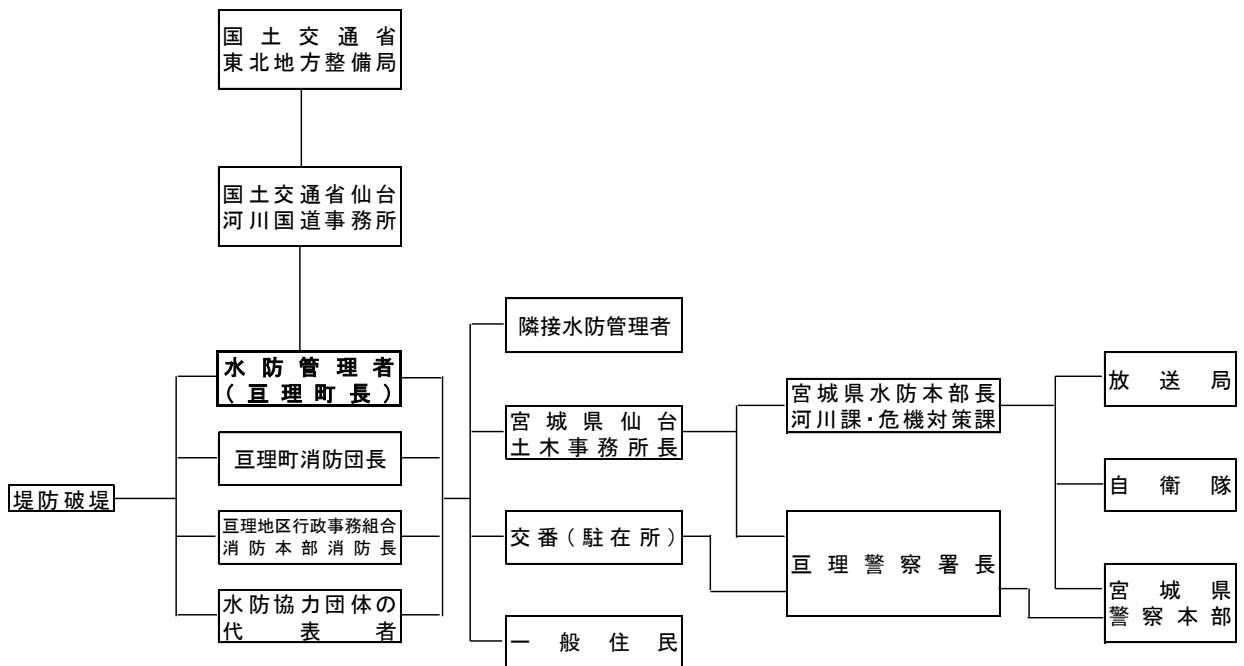 国土交通省
東北地方整備局
国土交通省仙台
河川国道事務所
堤防破堤
水防管理者
（亘理町長）
亘理町消防団長
亘理地区行政事務組合
消防本部消防長
水防協力団体の
代表者
隣接水防管理者
宮城県仙台
土木事務所長
交番（駐在所）
一般住民
宮城県水防本部長
河川課・危機対策課
亘理警察署長
放送局
自衛隊
宮城県
警察本部